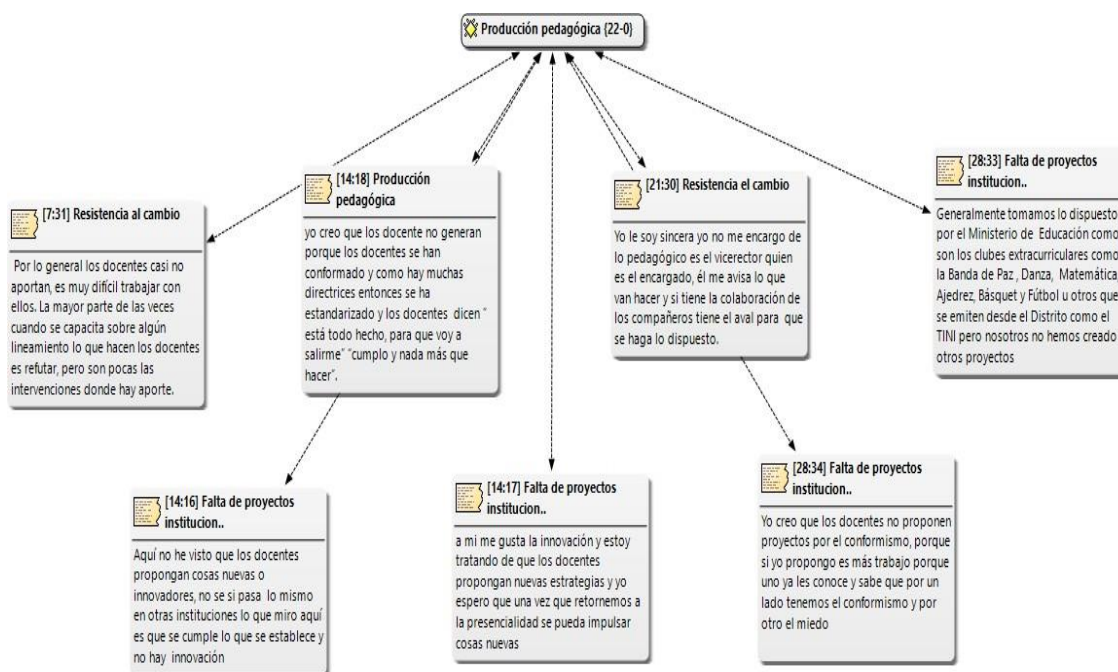 Producción pedagógica {22-0}
[7:31] Resistencia al cambio
Por lo general los docentes casi no
aportan, es muy difícil trabajar con
ellos. La mayor parte de las veces
cuando se capacita sobre algún
lineamiento lo que hacen los docentes
es refutar, pero son pocas las
intervenciones donde hay aporte.
[14:18] Producción
pedagógica
yo creo que los docente no generan
porque los docentes se han
conformado y como hay muchas
directrices entonces se ha
estandarizado y los docentes dicen "
está todo hecho, para que voy a
salirme" "cumplo y nada más que
hacer".
[21:30] Resistencia el cambio
Yo le soy sincera yo no me encargo de
lo pedagógico es el vicerector quien
es el encargado, él me avisa lo que
van hacer y si tiene la colaboración de
los compañeros tiene el aval para que
se haga lo dispuesto.
[28:33] Falta de proyectos
institucion..
Generalmente tomamos lo dispuesto
por el Ministerio de Educación como
son los clubes extracurriculares como
la Banda de Paz , Danza, Matemática,
Ajedrez, Básquet y Fútbol u otros que
se emiten desde el Distrito como el
TINI pero nosotros no hemos creado
otros proyectos
[14:16] Falta de proyectos
institucion..
Aquí no he visto que los docentes
propongan cosas nuevas o
innovadores, no se si pasa lo mismo
en otras instituciones lo que miro aquí
es que se cumple lo que se establece y
no hay innovación
[14:17] Falta de proyectos
institucion..
a mi me gusta la innovación y estoy
tratando de que los docentes
propongan nuevas estrategias y yo
espero que una vez que retornemos a
la presencialidad se pueda impulsar
cosas nuevas
[28:34] Falta de proyectos
institucion..
Yo creo que los docentes no proponen
proyectos por el conformismo, porque
si yo propongo es más trabajo porque
uno ya les conoce y sabe que por un
lado tenemos el conformismo y por
otro el miedo